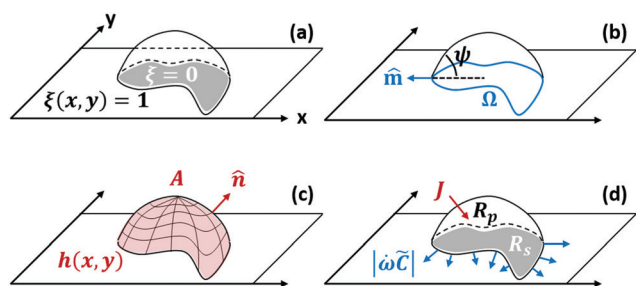 y
(a)
ξ = 0
ξ(x, y) = 1
x
(b)
ψ
m̂
Ω
(c)
A
n̂
h(x, y)
(d)
J
R_p
R_s
|ω̇C̃|